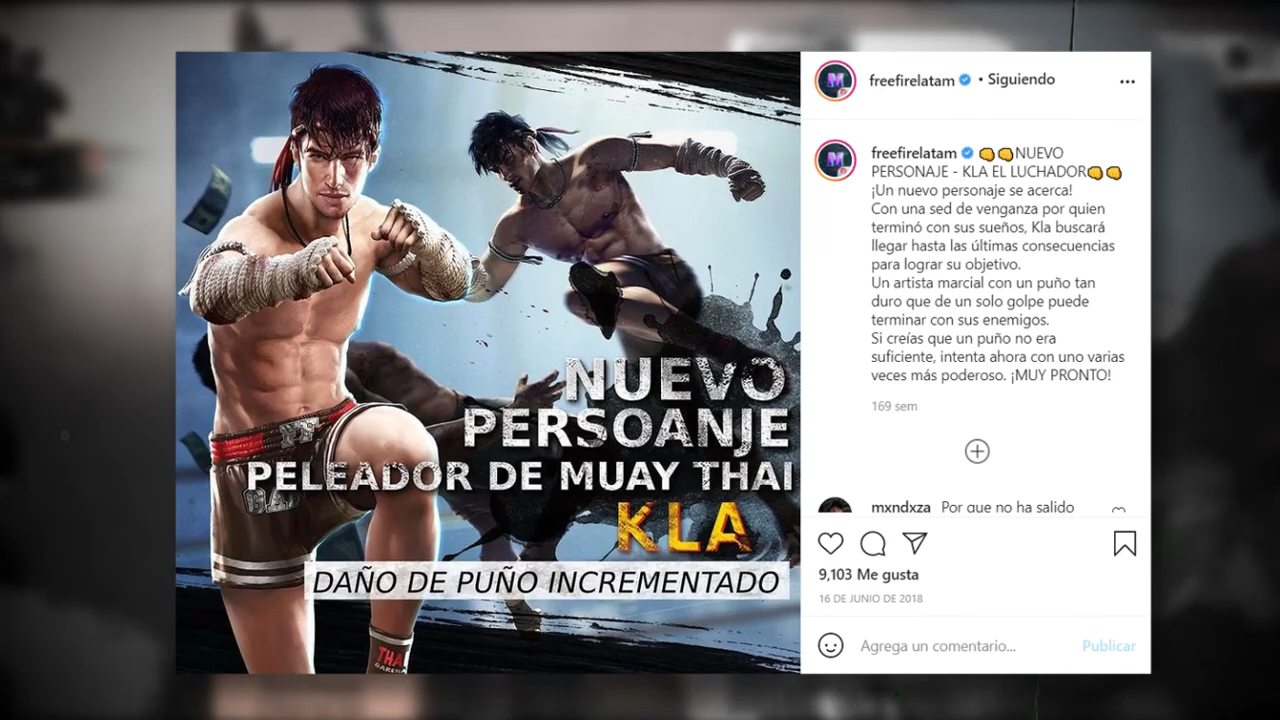 NUEVO
PERSOANJE
PELEADOR DE MUAY THAI
KLA
DAÑO DE PUÑO INCREMENTADO
THAI
GARENA
freefirelatam • Siguiendo
freefirelatam 👊👊NUEVO
PERSONAJE - KLA EL LUCHADOR👊👊
¡Un nuevo personaje se acerca!
Con una sed de venganza por quien
terminó con sus sueños, Kla buscará
llegar hasta las últimas consecuencias
para lograr su objetivo.
Un artista marcial con un puño tan
duro que de un solo golpe puede
terminar con sus enemigos.
Si creías que un puño no era
suficiente, intenta ahora con uno varias
veces más poderoso. ¡MUY PRONTO!
169 sem
mxndxza Por que no ha salido
9,103 Me gusta
16 DE JUNIO DE 2018
Agrega un comentario... Publicar